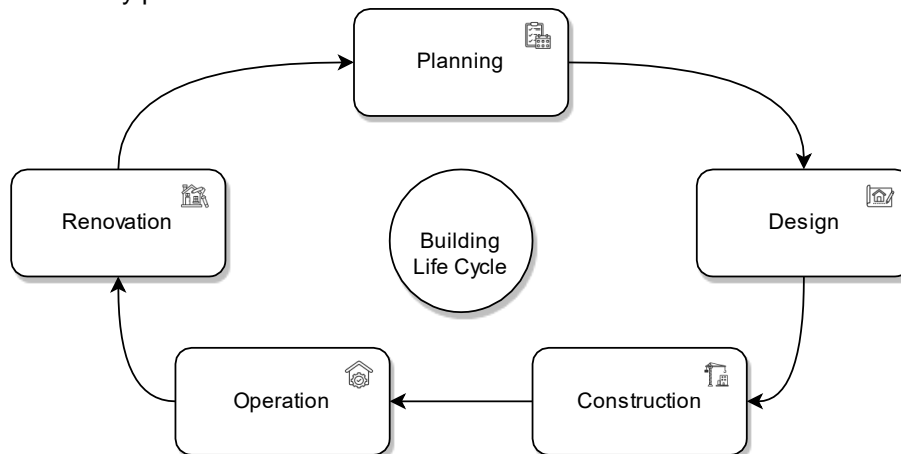 Planning
Renovation
Design
Building
Life Cycle
Operation
Construction